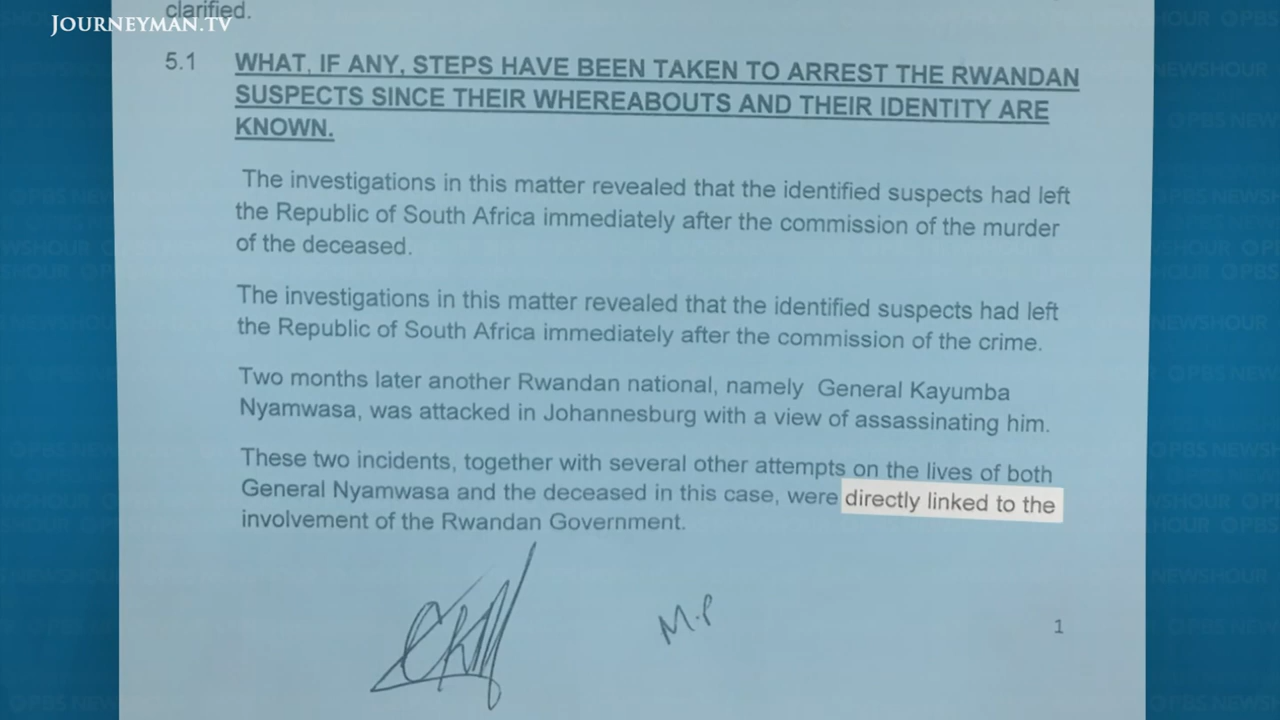 clarified.
JOURNEYMAN.TV
5.1 WHAT, IF ANY, STEPS HAVE BEEN TAKEN TO ARREST THE RWANDAN
SUSPECTS SINCE THEIR WHEREABOUTS AND THEIR IDENTITY ARE
KNOWN.
The investigations in this matter revealed that the identified suspects had left
the Republic of South Africa immediately after the commission of the murder
of the deceased.
The investigations in this matter revealed that the identified suspects had left
the Republic of South Africa immediately after the commission of the crime.
Two months later another Rwandan national, namely General Kayumba
Nyamwasa, was attacked in Johannesburg with a view of assassinating him.
These two incidents, together with several other attempts on the lives of both
General Nyamwasa and the deceased in this case, were directly linked to the
involvement of the Rwandan Government.
M.P
1